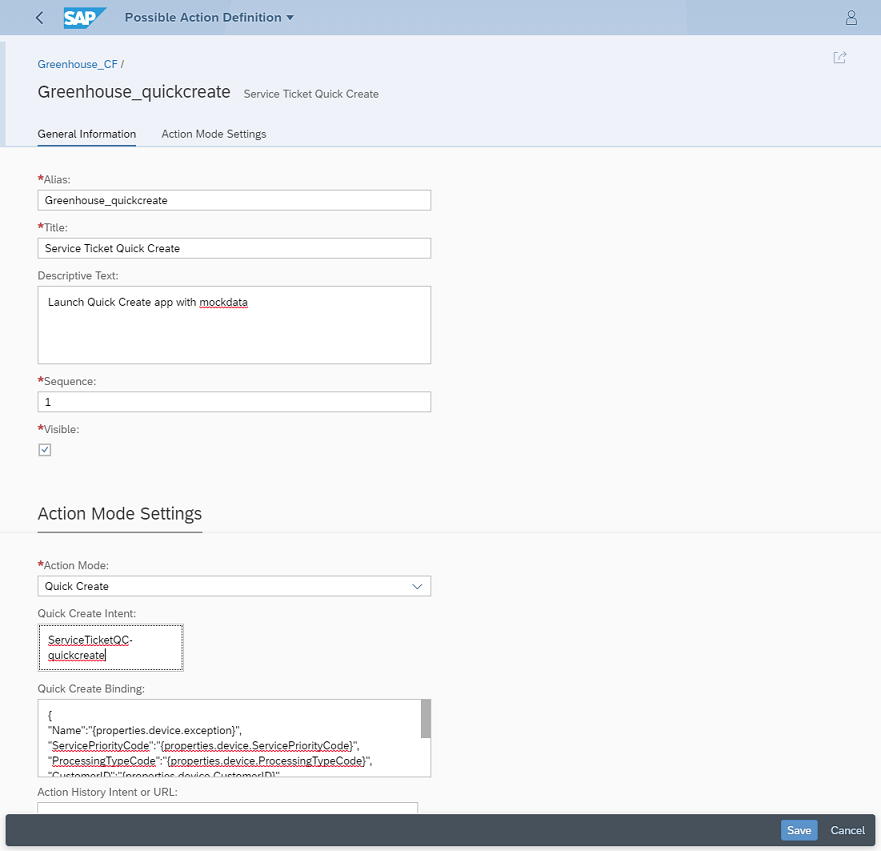 SAP Possible Action Definition
Greenhouse_CF /
Greenhouse_quickcreate Service Ticket Quick Create
General Information Action Mode Settings
*Alias:
Greenhouse_quickcreate
*Title:
Service Ticket Quick Create
Descriptive Text:
Launch Quick Create app with mockdata
*Sequence:
1
*Visible:
Action Mode Settings
*Action Mode:
Quick Create
Quick Create Intent:
ServiceTicketQC-
quickcreate
Quick Create Binding:
{
"Name":"{properties.device.exception}",
"ServicePriorityCode":"{properties.device.ServicePriorityCode}",
"ProcessingTypeCode":"{properties.device.ProcessingTypeCode}",
"CustomerID":"{properties.device.CustomerID}"
Action History Intent or URL:
Save Cancel